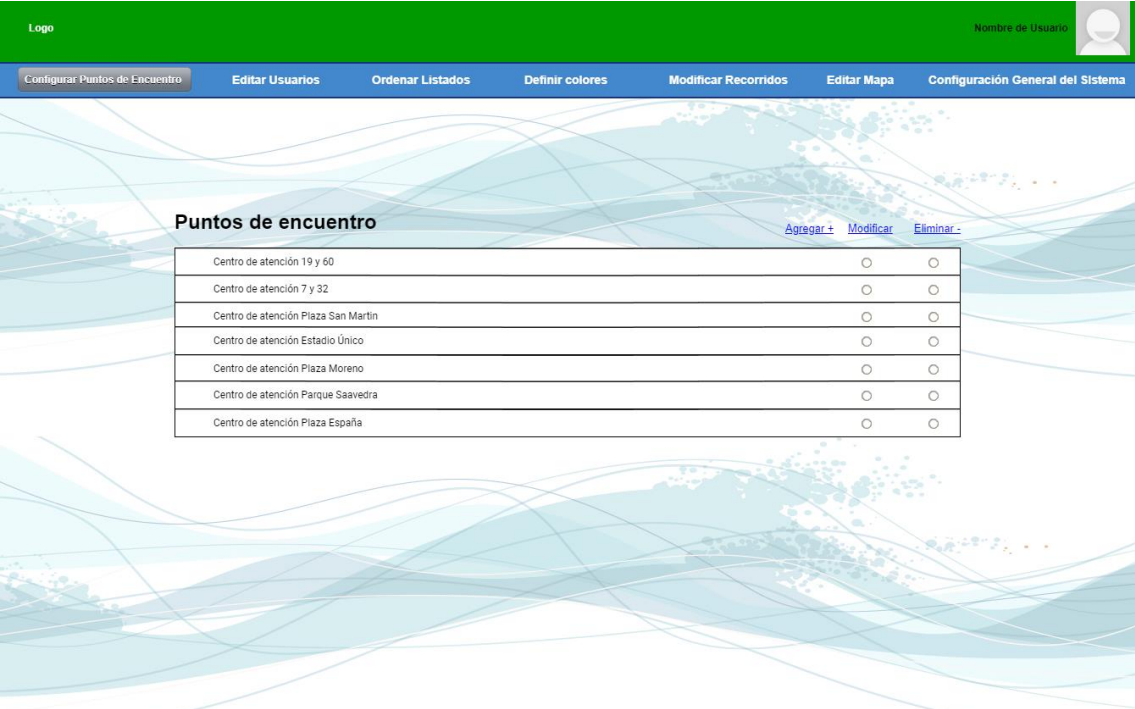 Logo
Nombre de Usuario
Configurar Puntos de Encuentro Editar Usuarios Ordenar Listados Definir colores Modificar Recorridos Editar Mapa Configuración General del SIstema
Puntos de encuentro
Agregar + Modificar Eliminar -
Centro de atención 19 y 60
Centro de atención 7 y 32
Centro de atención Plaza San Martin
Centro de atención Estadio Único
Centro de atención Plaza Moreno
Centro de atención Parque Saavedra
Centro de atención Plaza España